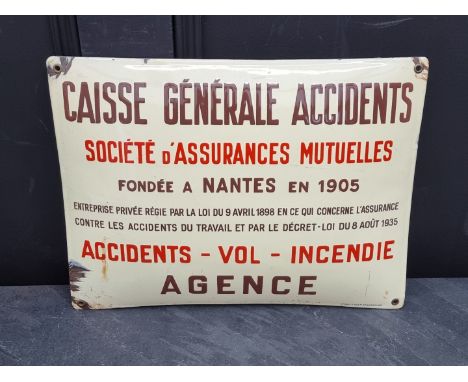 CAISSE GÉNÉRALE ACCIDENTS
SOCIÉTÉ D'ASSURANCES MUTUELLES
FONDÉE A NANTES EN 1905
ENTREPRISE PRIVÉE RÉGIE PAR LA LOI DU 9 AVRIL 1898 EN CE QUI CONCERNE L'ASSURANCE
CONTRE LES ACCIDENTS DU TRAVAIL ET PAR LE DÉCRET-LOI DU 8 AOÛT 1935
ACCIDENTS - VOL - INCENDIE
AGENCE